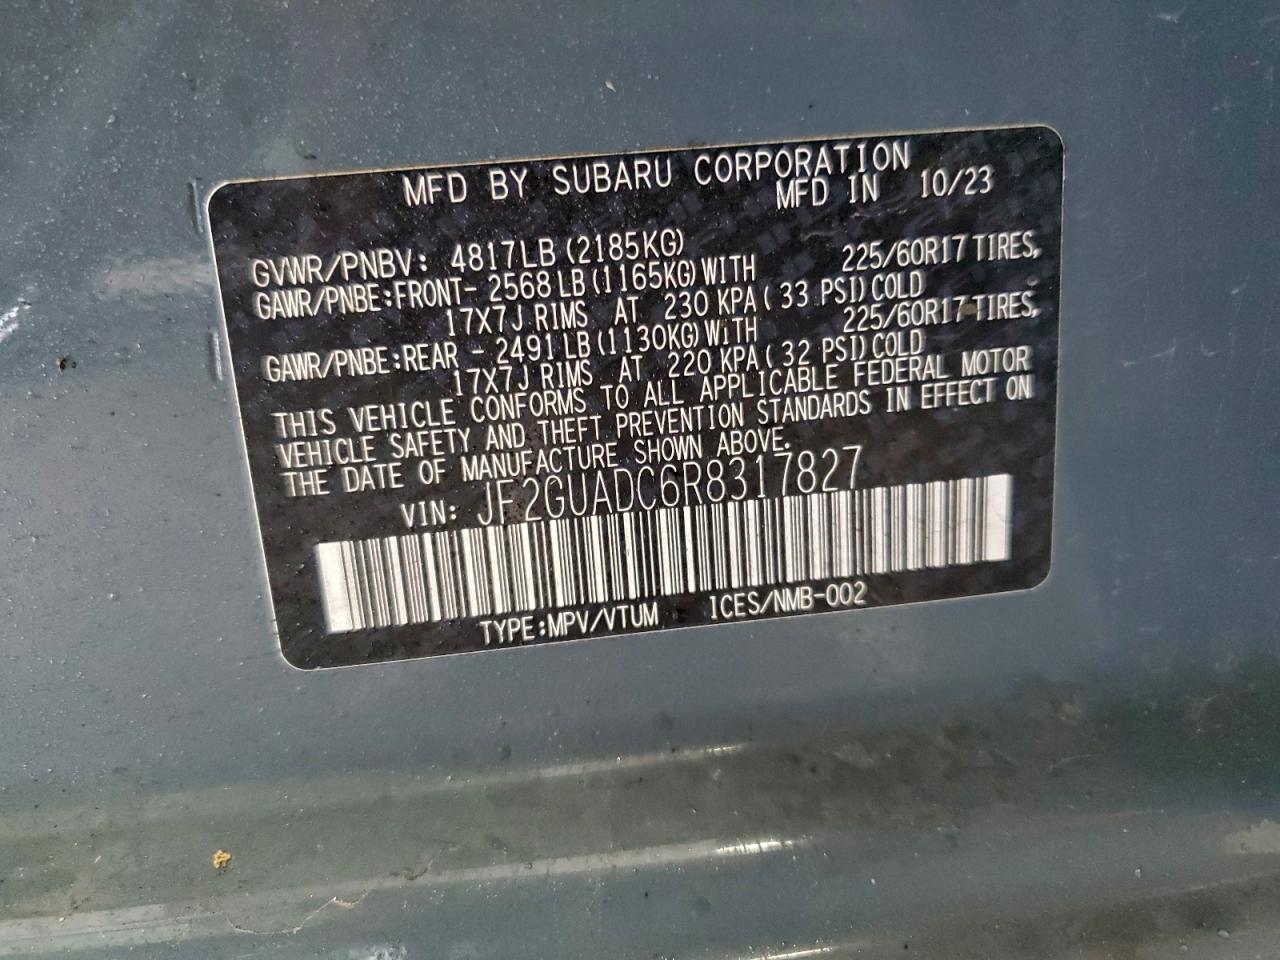 MFD BY SUBARU CORPORATION
MFD IN 10/23
GVWR/PNBV: 4817LB (2185KG)
GAWR/PNBE:FRONT- 2568 LB (1165KG) WITH 225/60R17 TIRES,
17X7J RIMS AT 230 KPA ( 33 PSI) COLD
GAWR/PNBE:REAR - 2491 LB (1130KG) WITH 225/60R17 TIRES,
17X7J RIMS AT 220 KPA ( 32 PSI) COLD
THIS VEHICLE CONFORMS TO ALL APPLICABLE FEDERAL MOTOR
VEHICLE SAFETY AND THEFT PREVENTION STANDARDS IN EFFECT ON
THE DATE OF MANUFACTURE SHOWN ABOVE.
VIN: JF2GUADC6R8317827
TYPE:MPV/VTUM ICES/NMB-002